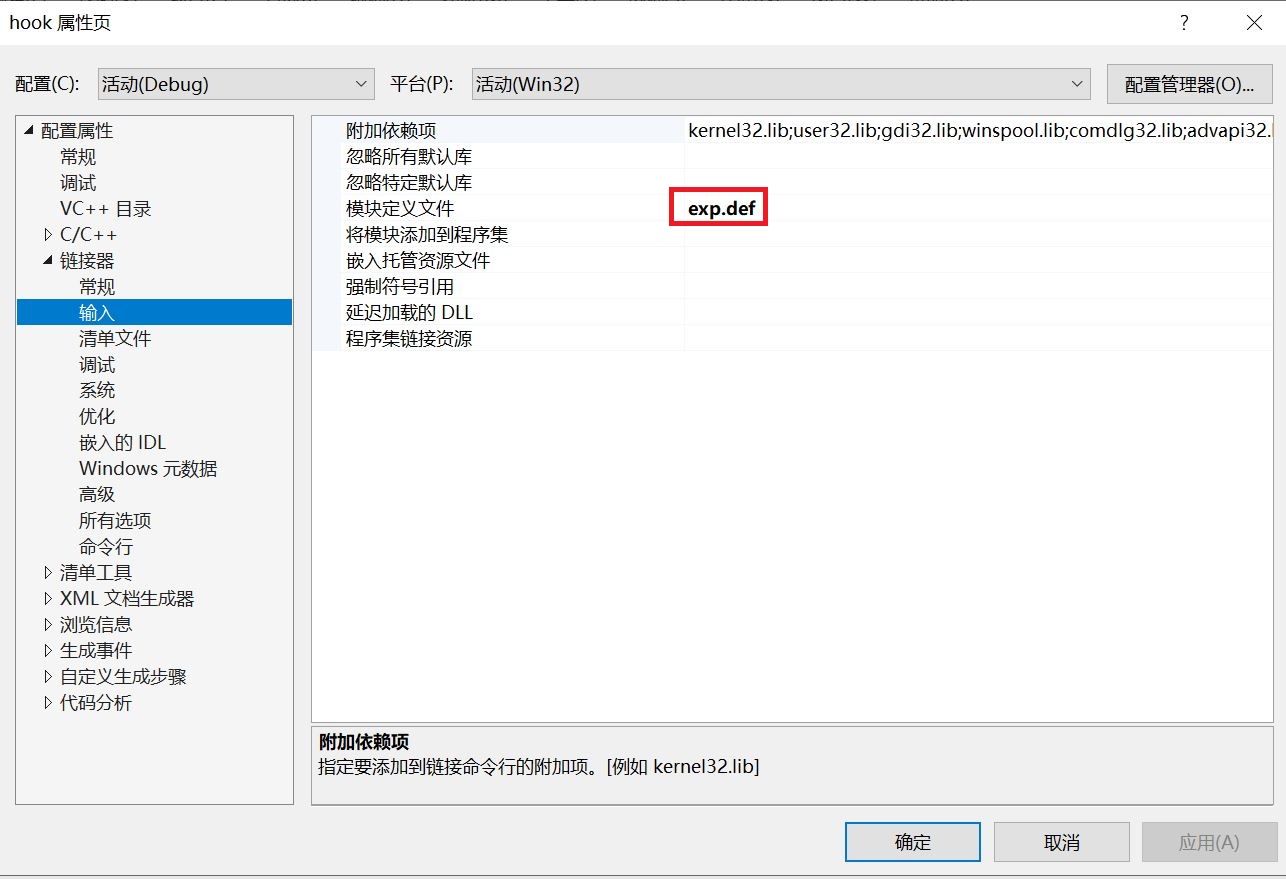 hook 属性页
?
配置(C): 活动(Debug) 平台(P): 活动(Win32) 配置管理器(O)...
配置属性
常规
调试
VC++ 目录
C/C++
链接器
常规
输入
清单文件
调试
系统
优化
嵌入的 IDL
Windows 元数据
高级
所有选项
命令行
清单工具
XML 文档生成器
浏览信息
生成事件
自定义生成步骤
代码分析
附加依赖项 kernel32.lib;user32.lib;gdi32.lib;winspool.lib;comdlg32.lib;advapi32.l
忽略所有默认库
忽略特定默认库
模块定义文件 exp.def
将模块添加到程序集
嵌入托管资源文件
强制符号引用
延迟加载的 DLL
程序集链接资源
附加依赖项
指定要添加到链接命令行的附加项。[例如 kernel32.lib]
确定 取消 应用(A)